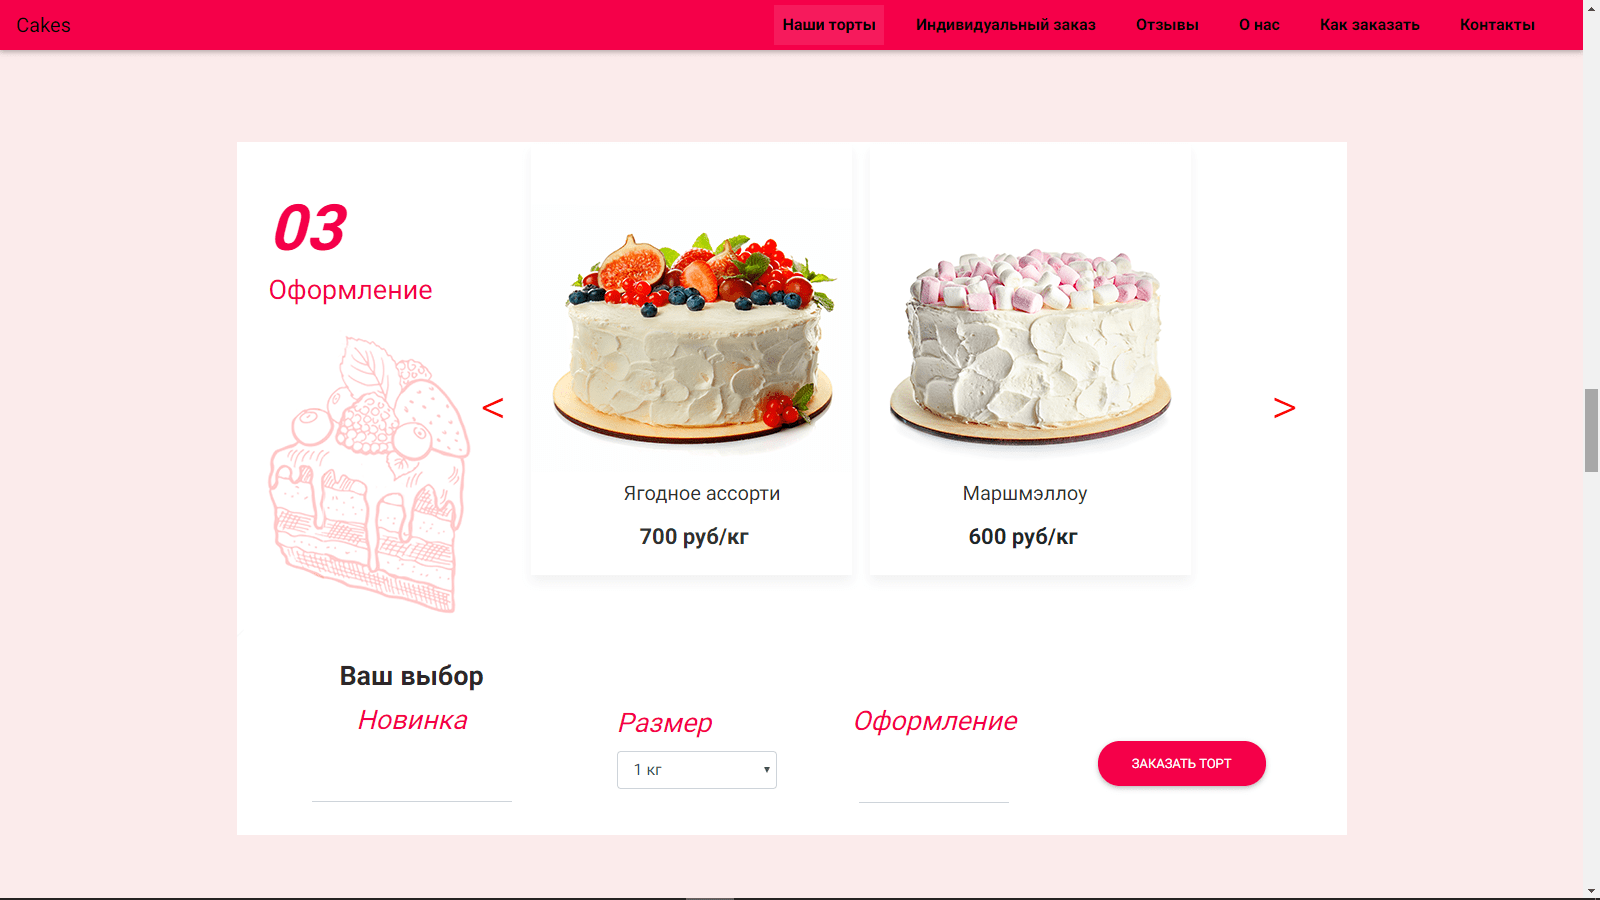 Cakes
Наши торты
Индивидуальный заказ
Отзывы
О нас
Как заказать
Контакты
03
Оформление
<
>
Ягодное ассорти
700 руб/кг
Маршмэллоу
600 руб/кг
Ваш выбор
Новинка
Размер
1 кг
Оформление
ЗАКАЗАТЬ ТОРТ